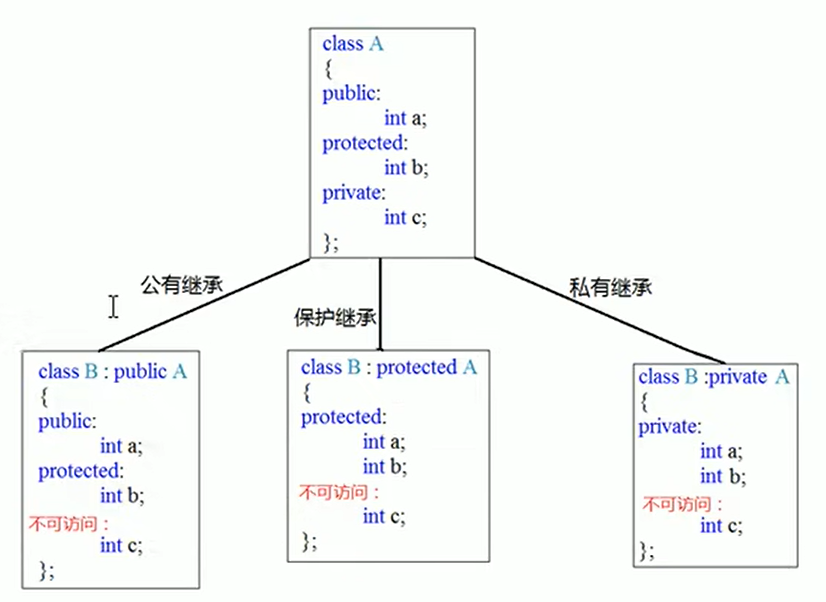 class A
{
public:
int a;
protected:
int b;
private:
int c;
};
公有继承
保护继承
私有继承
class B : public A
{
public:
int a;
protected:
int b;
不可访问：
int c;
};
class B : protected A
{
protected:
int a;
int b;
不可访问：
int c;
};
class B :private A
{
private:
int a;
int b;
不可访问：
int c;
};